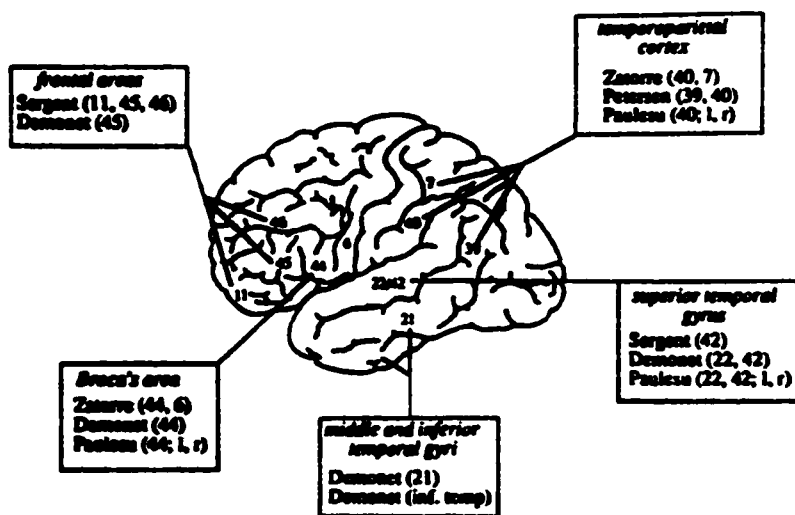 frontal areas
Sergent (11, 45, 46)
Demonet (45)
temporoparietal
cortex
Zatorre (40, 7)
Petersen (39, 40)
Paulesu (40; l, r)
7
46
40
6
39
45
44
22/42
11
21
superior temporal
gyrus
Sergent (42)
Demonet (22, 42)
Paulesu (22, 42; l, r)
Broca's area
Zatorre (44, 6)
Demonet (44)
Paulesu (44; l, r)
middle and inferior
temporal gyri
Demonet (21)
Demonet (inf. temp)